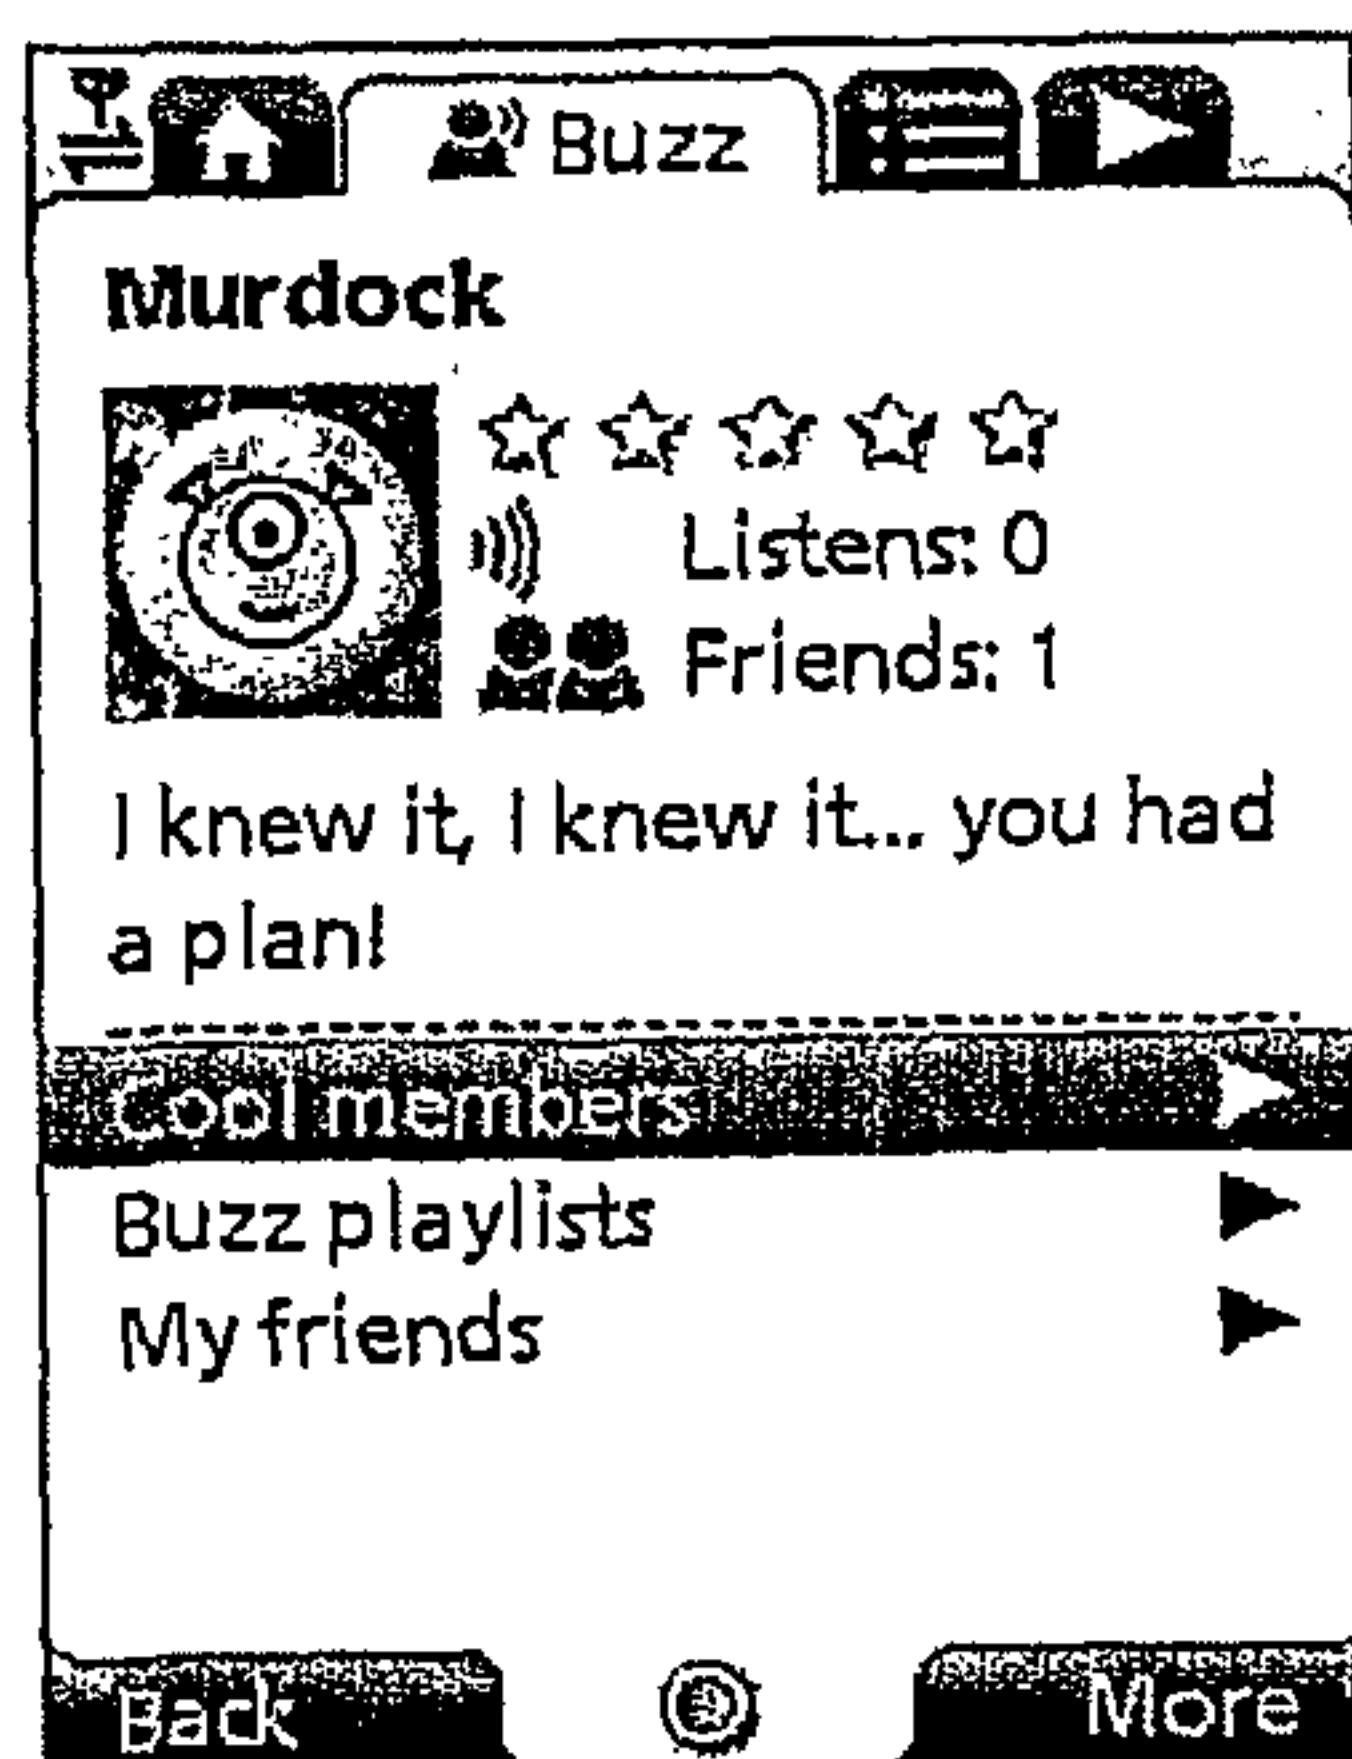 Buzz
Murdock
Listens: 0
Friends: 1
I knew it, I knew it... you had
a plan!
Cool members
Buzz playlists
My friends
Back
More